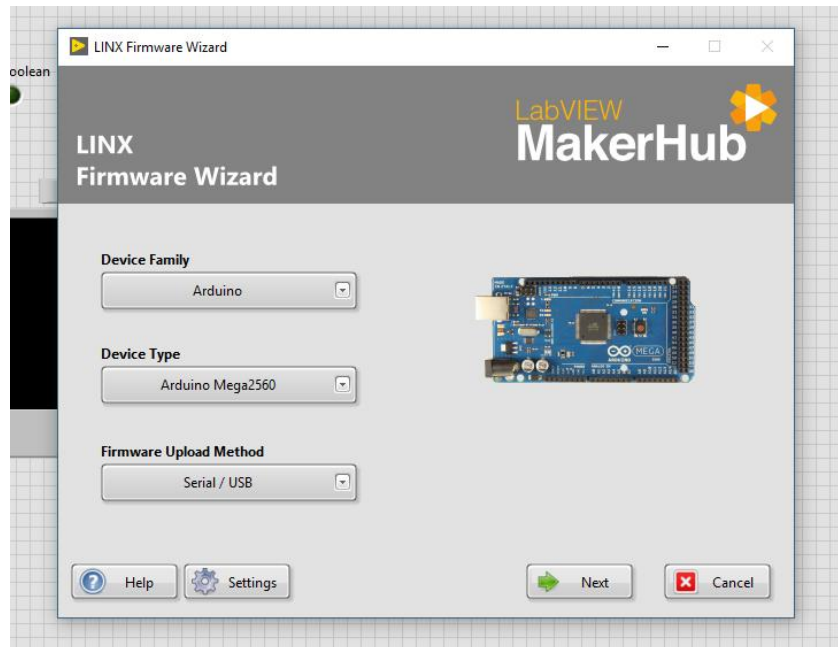 LINX Firmware Wizard
oolean
LINX
Firmware Wizard
LabVIEW
MakerHub
Device Family
Arduino
Device Type
Arduino Mega2560
Firmware Upload Method
Serial / USB
MEGA
Help
Settings
Next
Cancel